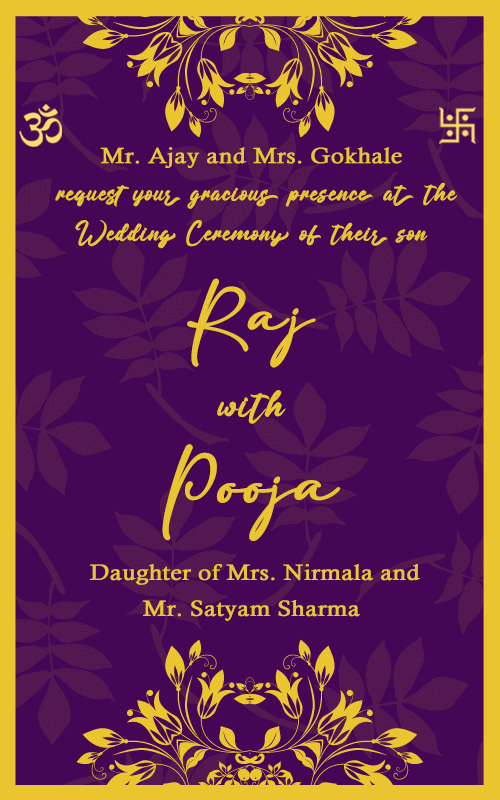 ॐ 卐
Mr. Ajay and Mrs. Gokhale
request your gracious presence at the
Wedding Ceremony of their son
Raj
with
Pooja
Daughter of Mrs. Nirmala and
Mr. Satyam Sharma